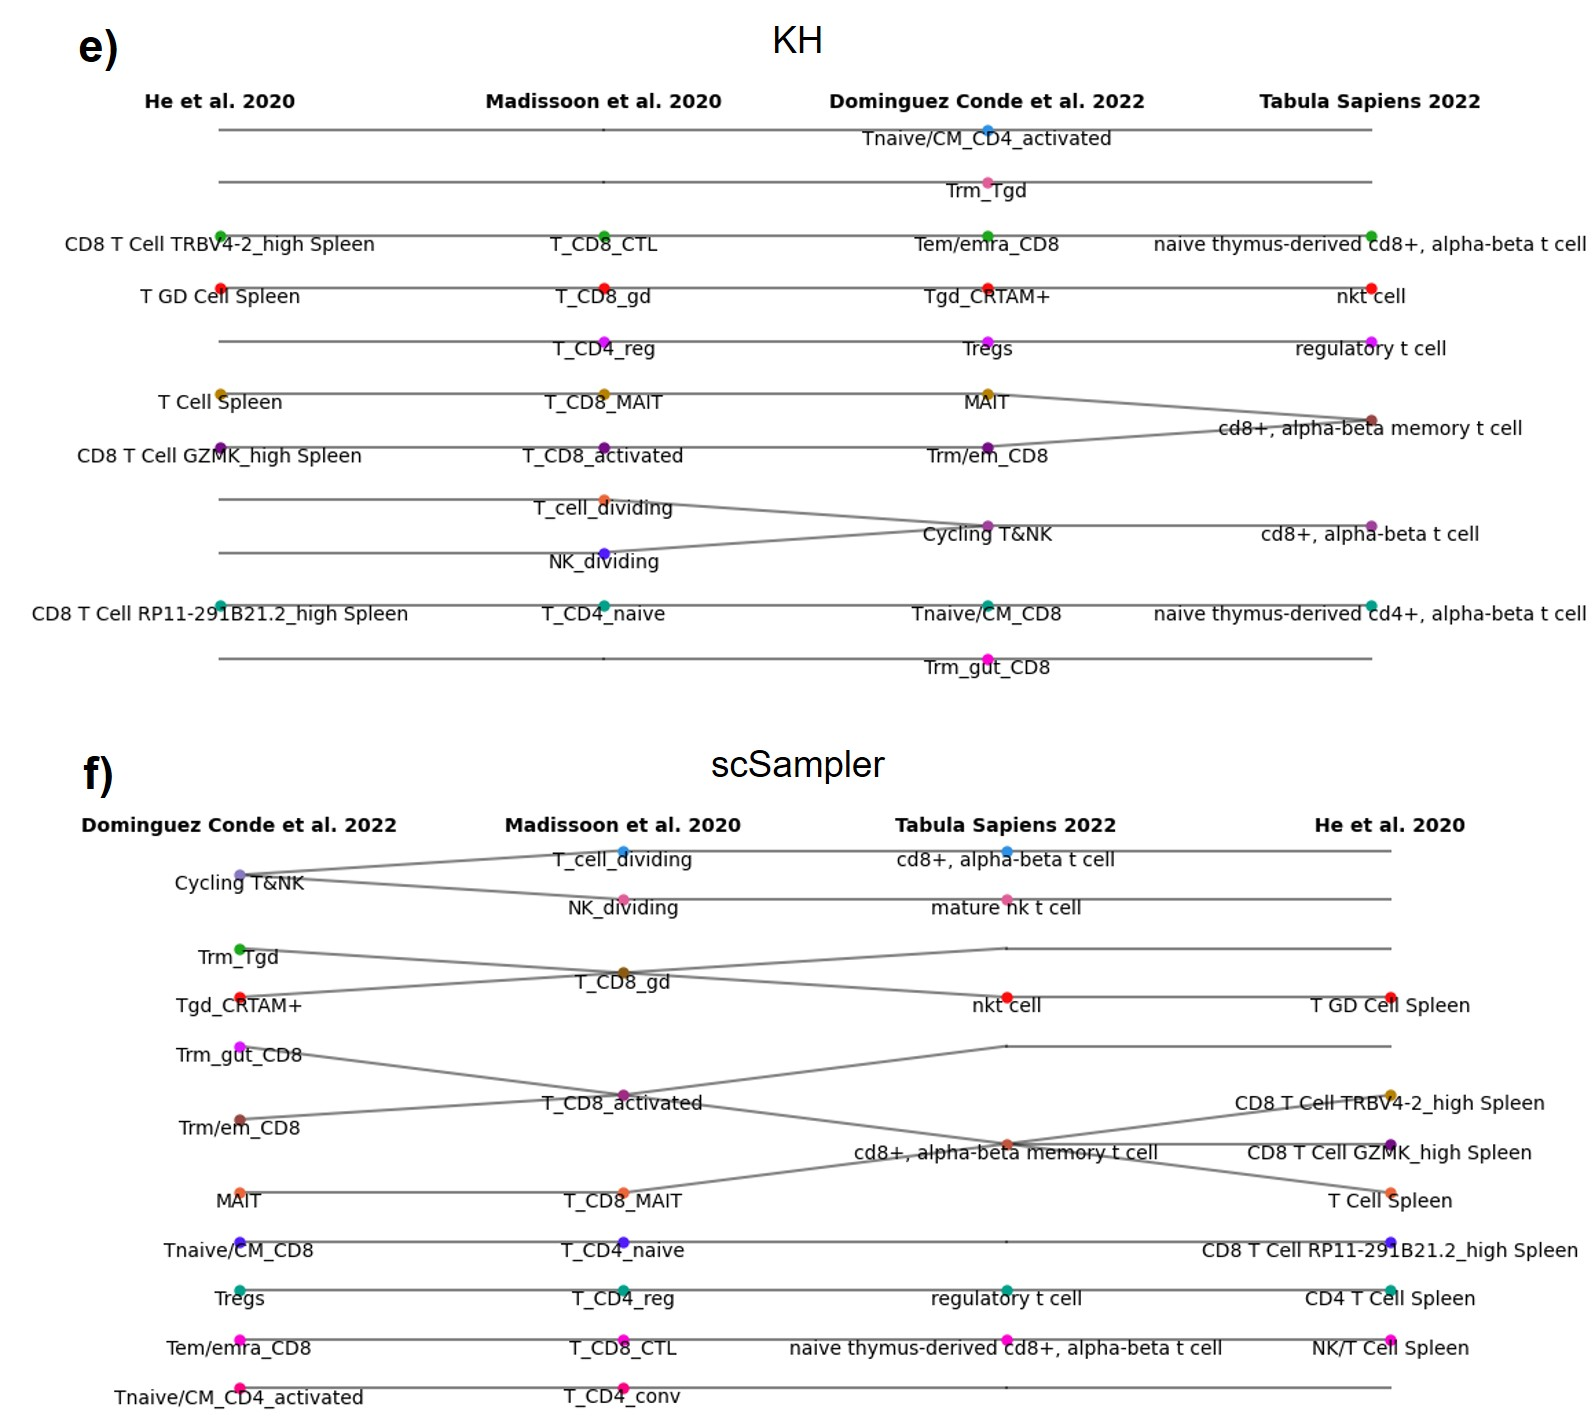 e)
KH
He et al. 2020 Madissoon et al. 2020 Dominguez Conde et al. 2022 Tabula Sapiens 2022
Tnaive/CM_CD4_activated
Trm_Tgd
CD8 T Cell TRBV4-2_high Spleen T_CD8_CTL Tem/emra_CD8 naive thymus-derived cd8+, alpha-beta t cell
T GD Cell Spleen T_CD8_gd Tgd_CRTAM+ nkt cell
T_CD4_reg Tregs regulatory t cell
T Cell Spleen T_CD8_MAIT MAIT
cd8+, alpha-beta memory t cell
CD8 T Cell GZMK_high Spleen T_CD8_activated Trm/em_CD8
T_cell_dividing
Cycling T&NK cd8+, alpha-beta t cell
NK_dividing
CD8 T Cell RP11-291B21.2_high Spleen T_CD4_naive Tnaive/CM_CD8 naive thymus-derived cd4+, alpha-beta t cell
Trm_gut_CD8
f)
scSampler
Dominguez Conde et al. 2022 Madissoon et al. 2020 Tabula Sapiens 2022 He et al. 2020
T_cell_dividing cd8+, alpha-beta t cell
Cycling T&NK
NK_dividing mature nk t cell
Trm_Tgd
T_CD8_gd
Tgd_CRTAM+ nkt cell T GD Cell Spleen
Trm_gut_CD8
T_CD8_activated CD8 T Cell TRBV4-2_high Spleen
Trm/em_CD8
cd8+, alpha-beta memory t cell CD8 T Cell GZMK_high Spleen
MAIT T_CD8_MAIT T Cell Spleen
Tnaive/CM_CD8 T_CD4_naive CD8 T Cell RP11-291B21.2_high Spleen
Tregs T_CD4_reg regulatory t cell CD4 T Cell Spleen
Tem/emra_CD8 T_CD8_CTL naive thymus-derived cd8+, alpha-beta t cell NK/T Cell Spleen
Tnaive/CM_CD4_activated T_CD4_conv